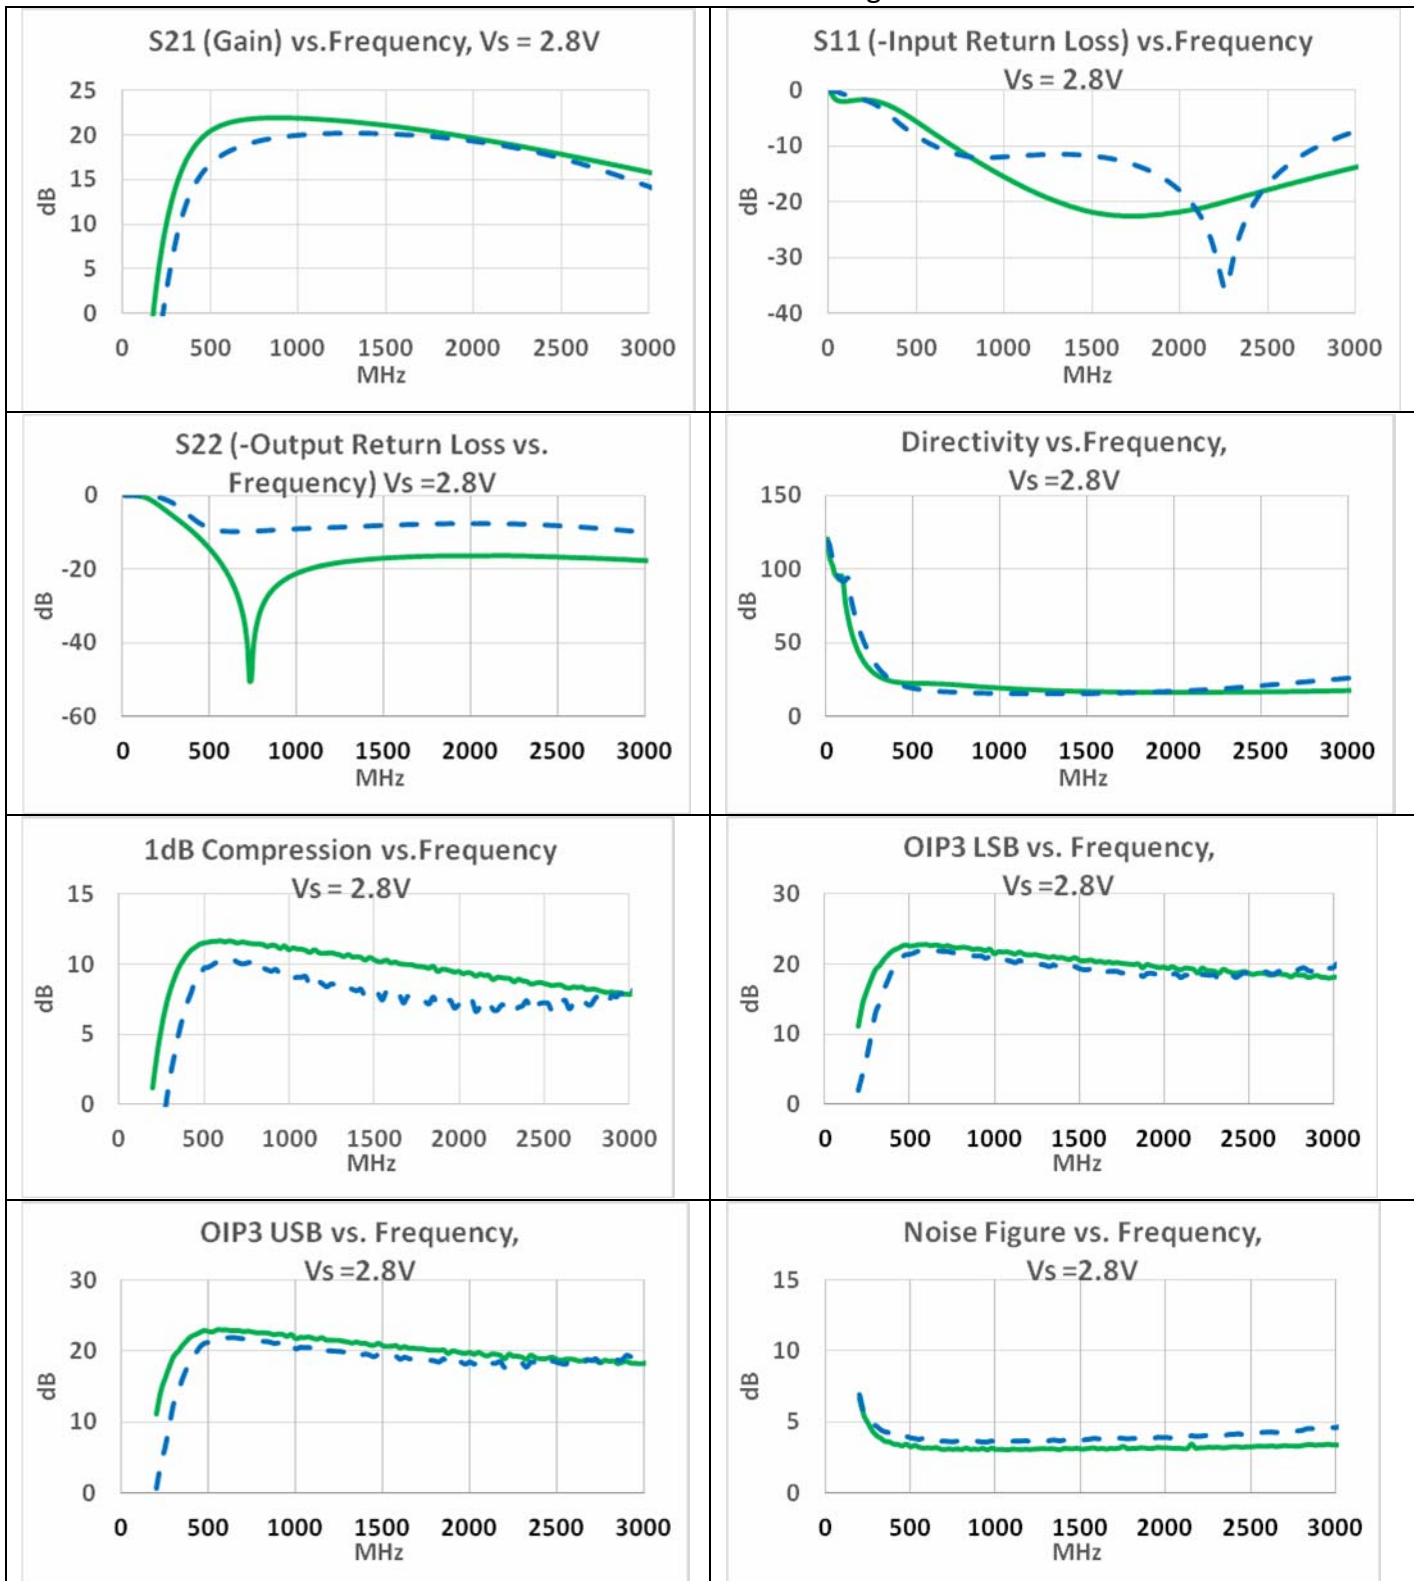 S21 (Gain) vs.Frequency, Vs = 2.8V
25
20
15
10
5
0
dB
0 500 1000 1500 2000 2500 3000
MHz
S11 (-Input Return Loss) vs.Frequency
Vs = 2.8V
0
-10
-20
-30
-40
dB
0 500 1000 1500 2000 2500 3000
MHz
S22 (-Output Return Loss vs.
Frequency) Vs =2.8V
0
-20
-40
-60
dB
0 500 1000 1500 2000 2500 3000
MHz
Directivity vs.Frequency,
Vs =2.8V
150
100
50
0
dB
0 500 1000 1500 2000 2500 3000
MHz
1dB Compression vs.Frequency
Vs = 2.8V
15
10
5
0
dB
0 500 1000 1500 2000 2500 3000
MHz
OIP3 LSB vs. Frequency,
Vs =2.8V
30
20
10
0
dB
0 500 1000 1500 2000 2500 3000
MHz
OIP3 USB vs. Frequency,
Vs =2.8V
30
20
10
0
dB
0 500 1000 1500 2000 2500 3000
MHz
Noise Figure vs. Frequency,
Vs =2.8V
15
10
5
0
dB
0 500 1000 1500 2000 2500 3000
MHz